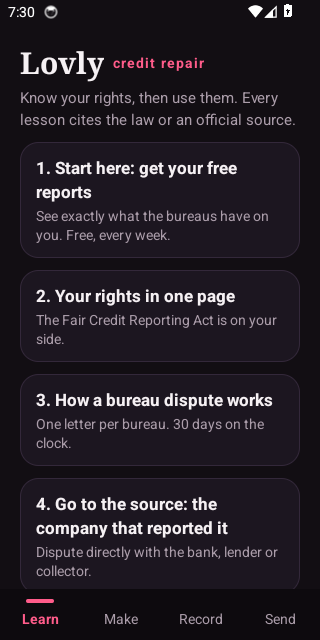 7:30
Lovly credit repair
Know your rights, then use them. Every
lesson cites the law or an official source.
1. Start here: get your free
reports
See exactly what the bureaus have on
you. Free, every week.
2. Your rights in one page
The Fair Credit Reporting Act is on your
side.
3. How a bureau dispute works
One letter per bureau. 30 days on the
clock.
4. Go to the source: the
company that reported it
Dispute directly with the bank, lender or
collector.
Learn Make Record Send